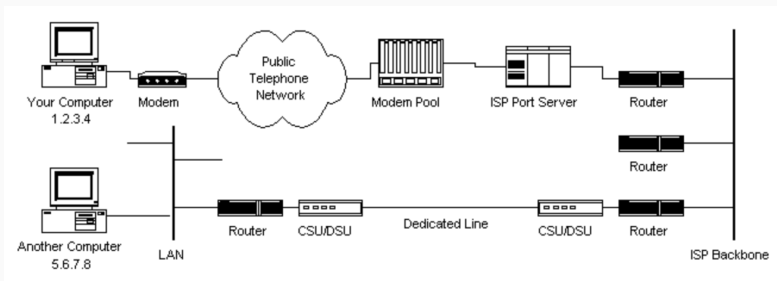 Public
Telephone
Network
Your Computer
1.2.3.4
Modem
Modem Pool
ISP Port Server
Router
Router
Another Computer
5.6.7.8
LAN
Router
CSU/DSU
Dedicated Line
CSU/DSU
Router
ISP Backbone